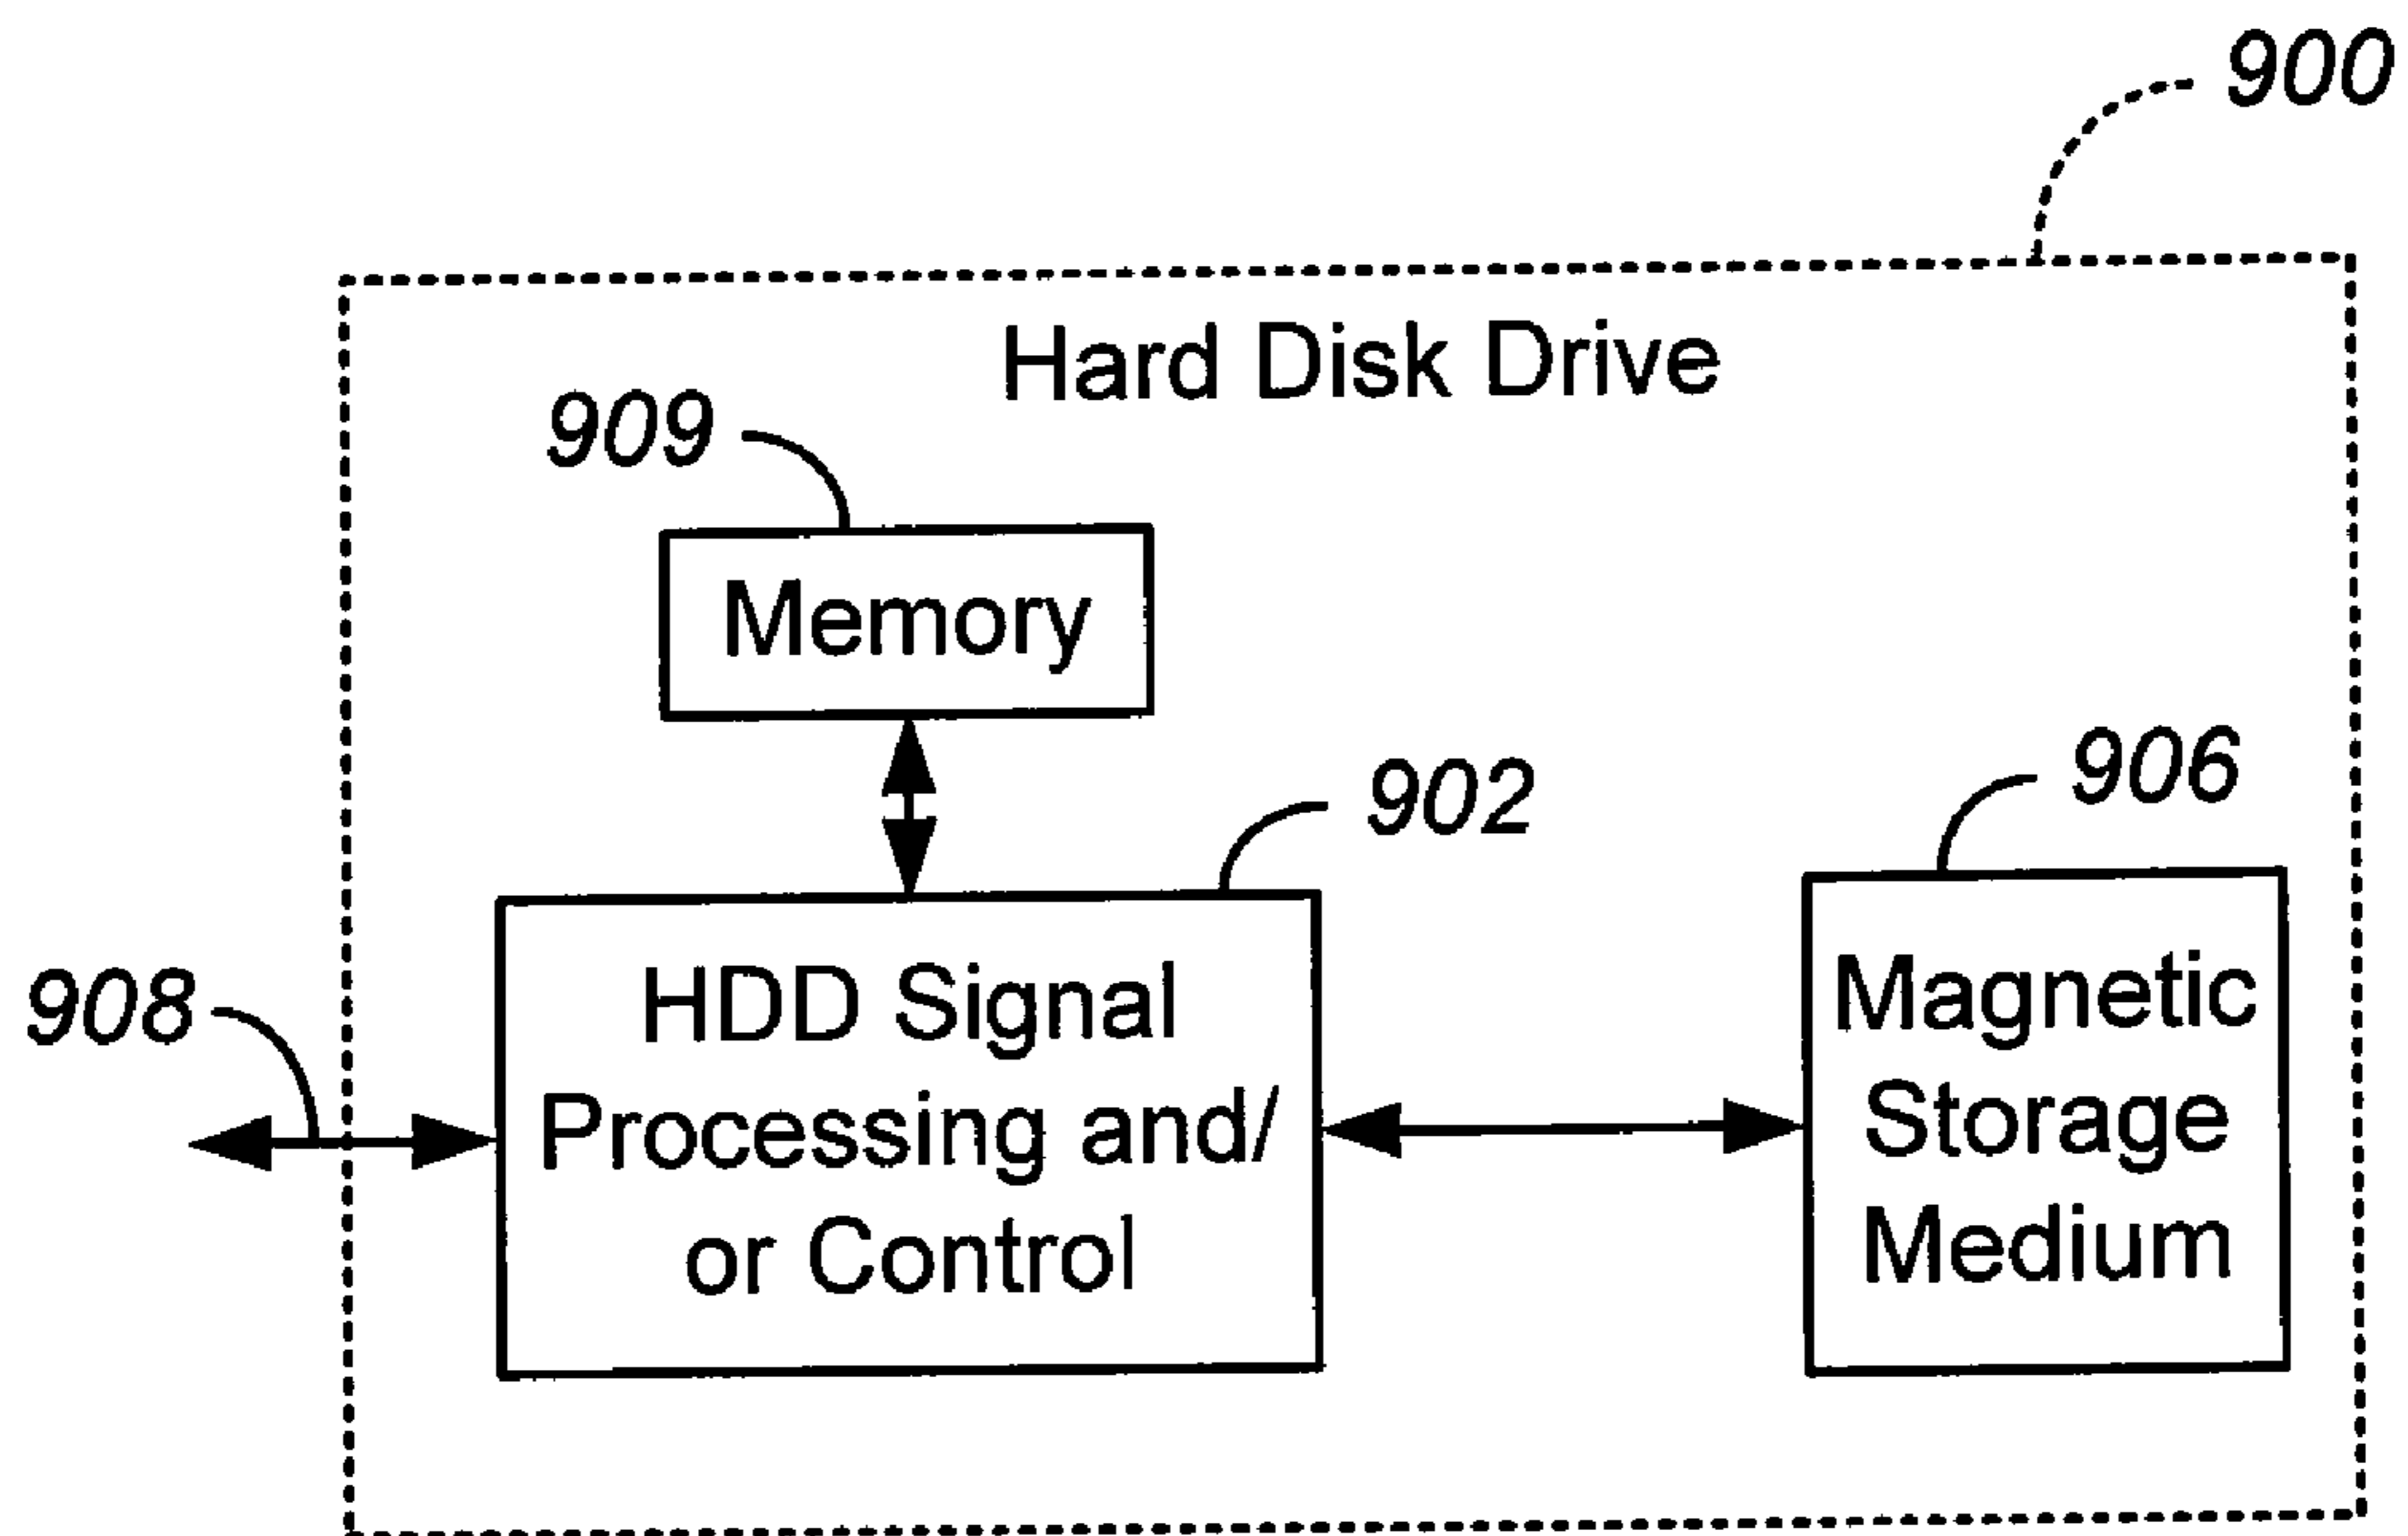 900
Hard Disk Drive
909
Memory
902
906
908
HDD Signal
Processing and/
or Control
Magnetic
Storage
Medium